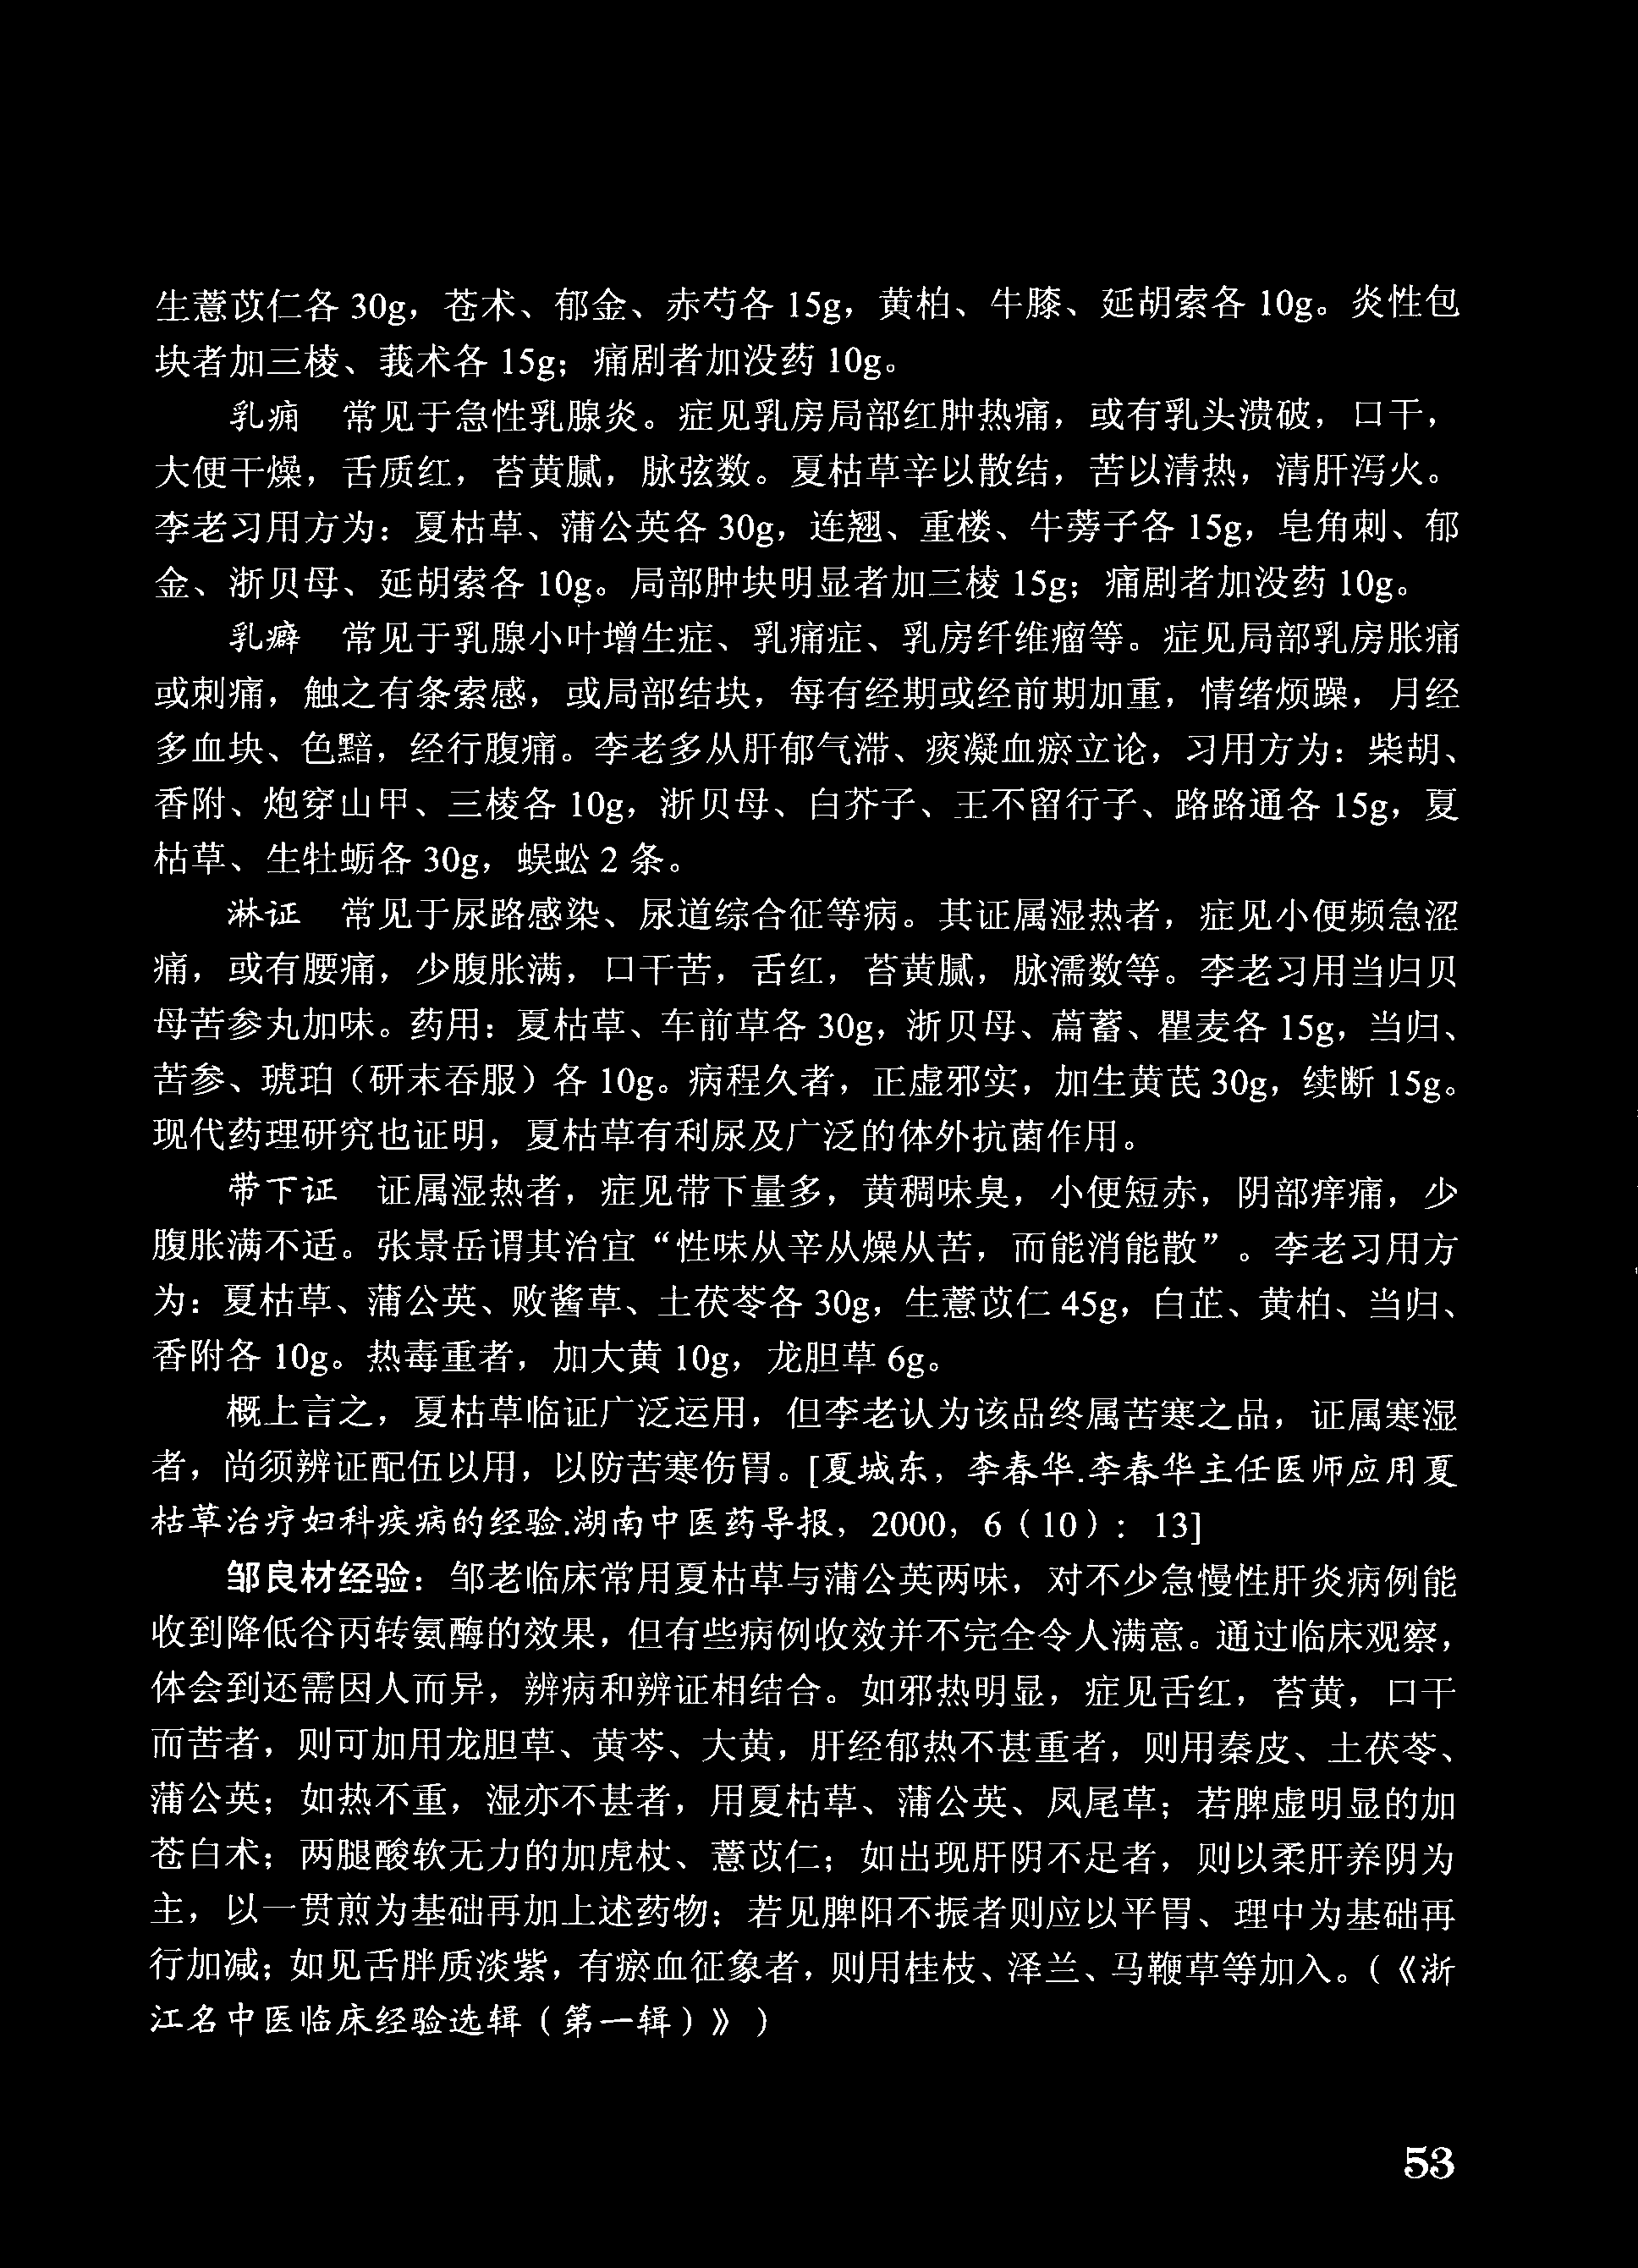 生薏苡仁各 30g，苍术、郁金、赤芍各 15g，黄柏、牛膝、延胡索各 10g。炎性包
块者加三棱、莪术各 15g；痛剧者加没药 10g。
乳痈　常见于急性乳腺炎。症见乳房局部红肿热痛，或有乳头溃破，口干，
大便干燥，舌质红，苔黄腻，脉弦数。夏枯草辛以散结，苦以清热，清肝泻火。
李老习用方为：夏枯草、蒲公英各 30g，连翘、重楼、牛蒡子各 15g，皂角刺、郁
金、浙贝母、延胡索各 10g。局部肿块明显者加三棱 15g；痛剧者加没药 10g。
乳癖　常见于乳腺小叶增生症、乳痛症、乳房纤维瘤等。症见局部乳房胀痛
或刺痛，触之有条索感，或局部结块，每有经期或经前期加重，情绪烦躁，月经
多血块、色黯，经行腹痛。李老多从肝郁气滞、痰凝血瘀立论，习用方为：柴胡、
香附、炮穿山甲、三棱各 10g，浙贝母、白芥子、王不留行子、路路通各 15g，夏
枯草、生牡蛎各 30g，蜈蚣 2 条。
淋证　常见于尿路感染、尿道综合征等病。其证属湿热者，症见小便频急涩
痛，或有腰痛，少腹胀满，口干苦，舌红，苔黄腻，脉濡数等。李老习用当归贝
母苦参丸加味。药用：夏枯草、车前草各 30g，浙贝母、萹蓄、瞿麦各 15g，当归、
苦参、琥珀（研末吞服）各 10g。病程久者，正虚邪实，加生黄芪 30g，续断 15g。
现代药理研究也证明，夏枯草有利尿及广泛的体外抗菌作用。
带下证　证属湿热者，症见带下量多，黄稠味臭，小便短赤，阴部痒痛，少
腹胀满不适。张景岳谓其治宜“性味从辛从燥从苦，而能消能散”。李老习用方
为：夏枯草、蒲公英、败酱草、土茯苓各 30g，生薏苡仁 45g，白芷、黄柏、当归、
香附各 10g。热毒重者，加大黄 10g，龙胆草 6g。
概上言之，夏枯草临证广泛运用，但李老认为该品终属苦寒之品，证属寒湿
者，尚须辨证配伍以用，以防苦寒伤胃。[夏城东，李春华.李春华主任医师应用夏
枯草治疗妇科疾病的经验.湖南中医药导报，2000，6（10）：13]
邹良材经验：邹老临床常用夏枯草与蒲公英两味，对不少急慢性肝炎病例能
收到降低谷丙转氨酶的效果，但有些病例收效并不完全令人满意。通过临床观察，
体会到还需因人而异，辨病和辨证相结合。如邪热明显，症见舌红，苔黄，口干
而苦者，则可加用龙胆草、黄芩、大黄，肝经郁热不甚重者，则用秦皮、土茯苓、
蒲公英；如热不重，湿亦不甚者，用夏枯草、蒲公英、凤尾草；若脾虚明显的加
苍白术；两腿酸软无力的加虎杖、薏苡仁；如出现肝阴不足者，则以柔肝养阴为
主，以一贯煎为基础再加上述药物；若见脾阳不振者则应以平胃、理中为基础再
行加减；如见舌胖质淡紫，有瘀血征象者，则用桂枝、泽兰、马鞭草等加入。（《浙
江名中医临床经验选辑（第一辑）》）
53